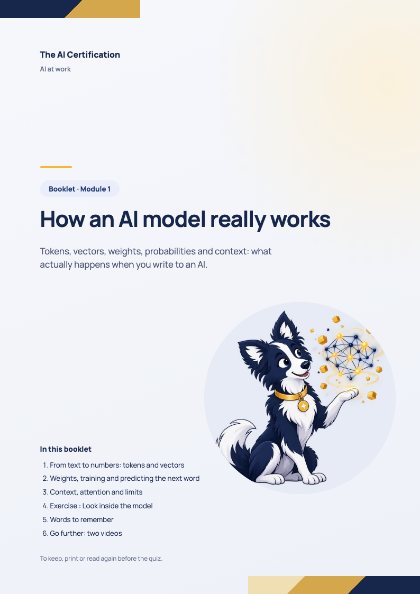 The AI Certification
AI at work
Booklet · Module 1
How an AI model really works
Tokens, vectors, weights, probabilities and context: what
actually happens when you write to an AI.
In this booklet
1. From text to numbers: tokens and vectors
2. Weights, training and predicting the next word
3. Context, attention and limits
4. Exercise : Look inside the model
5. Words to remember
6. Go further: two videos
To keep, print or read again before the quiz.